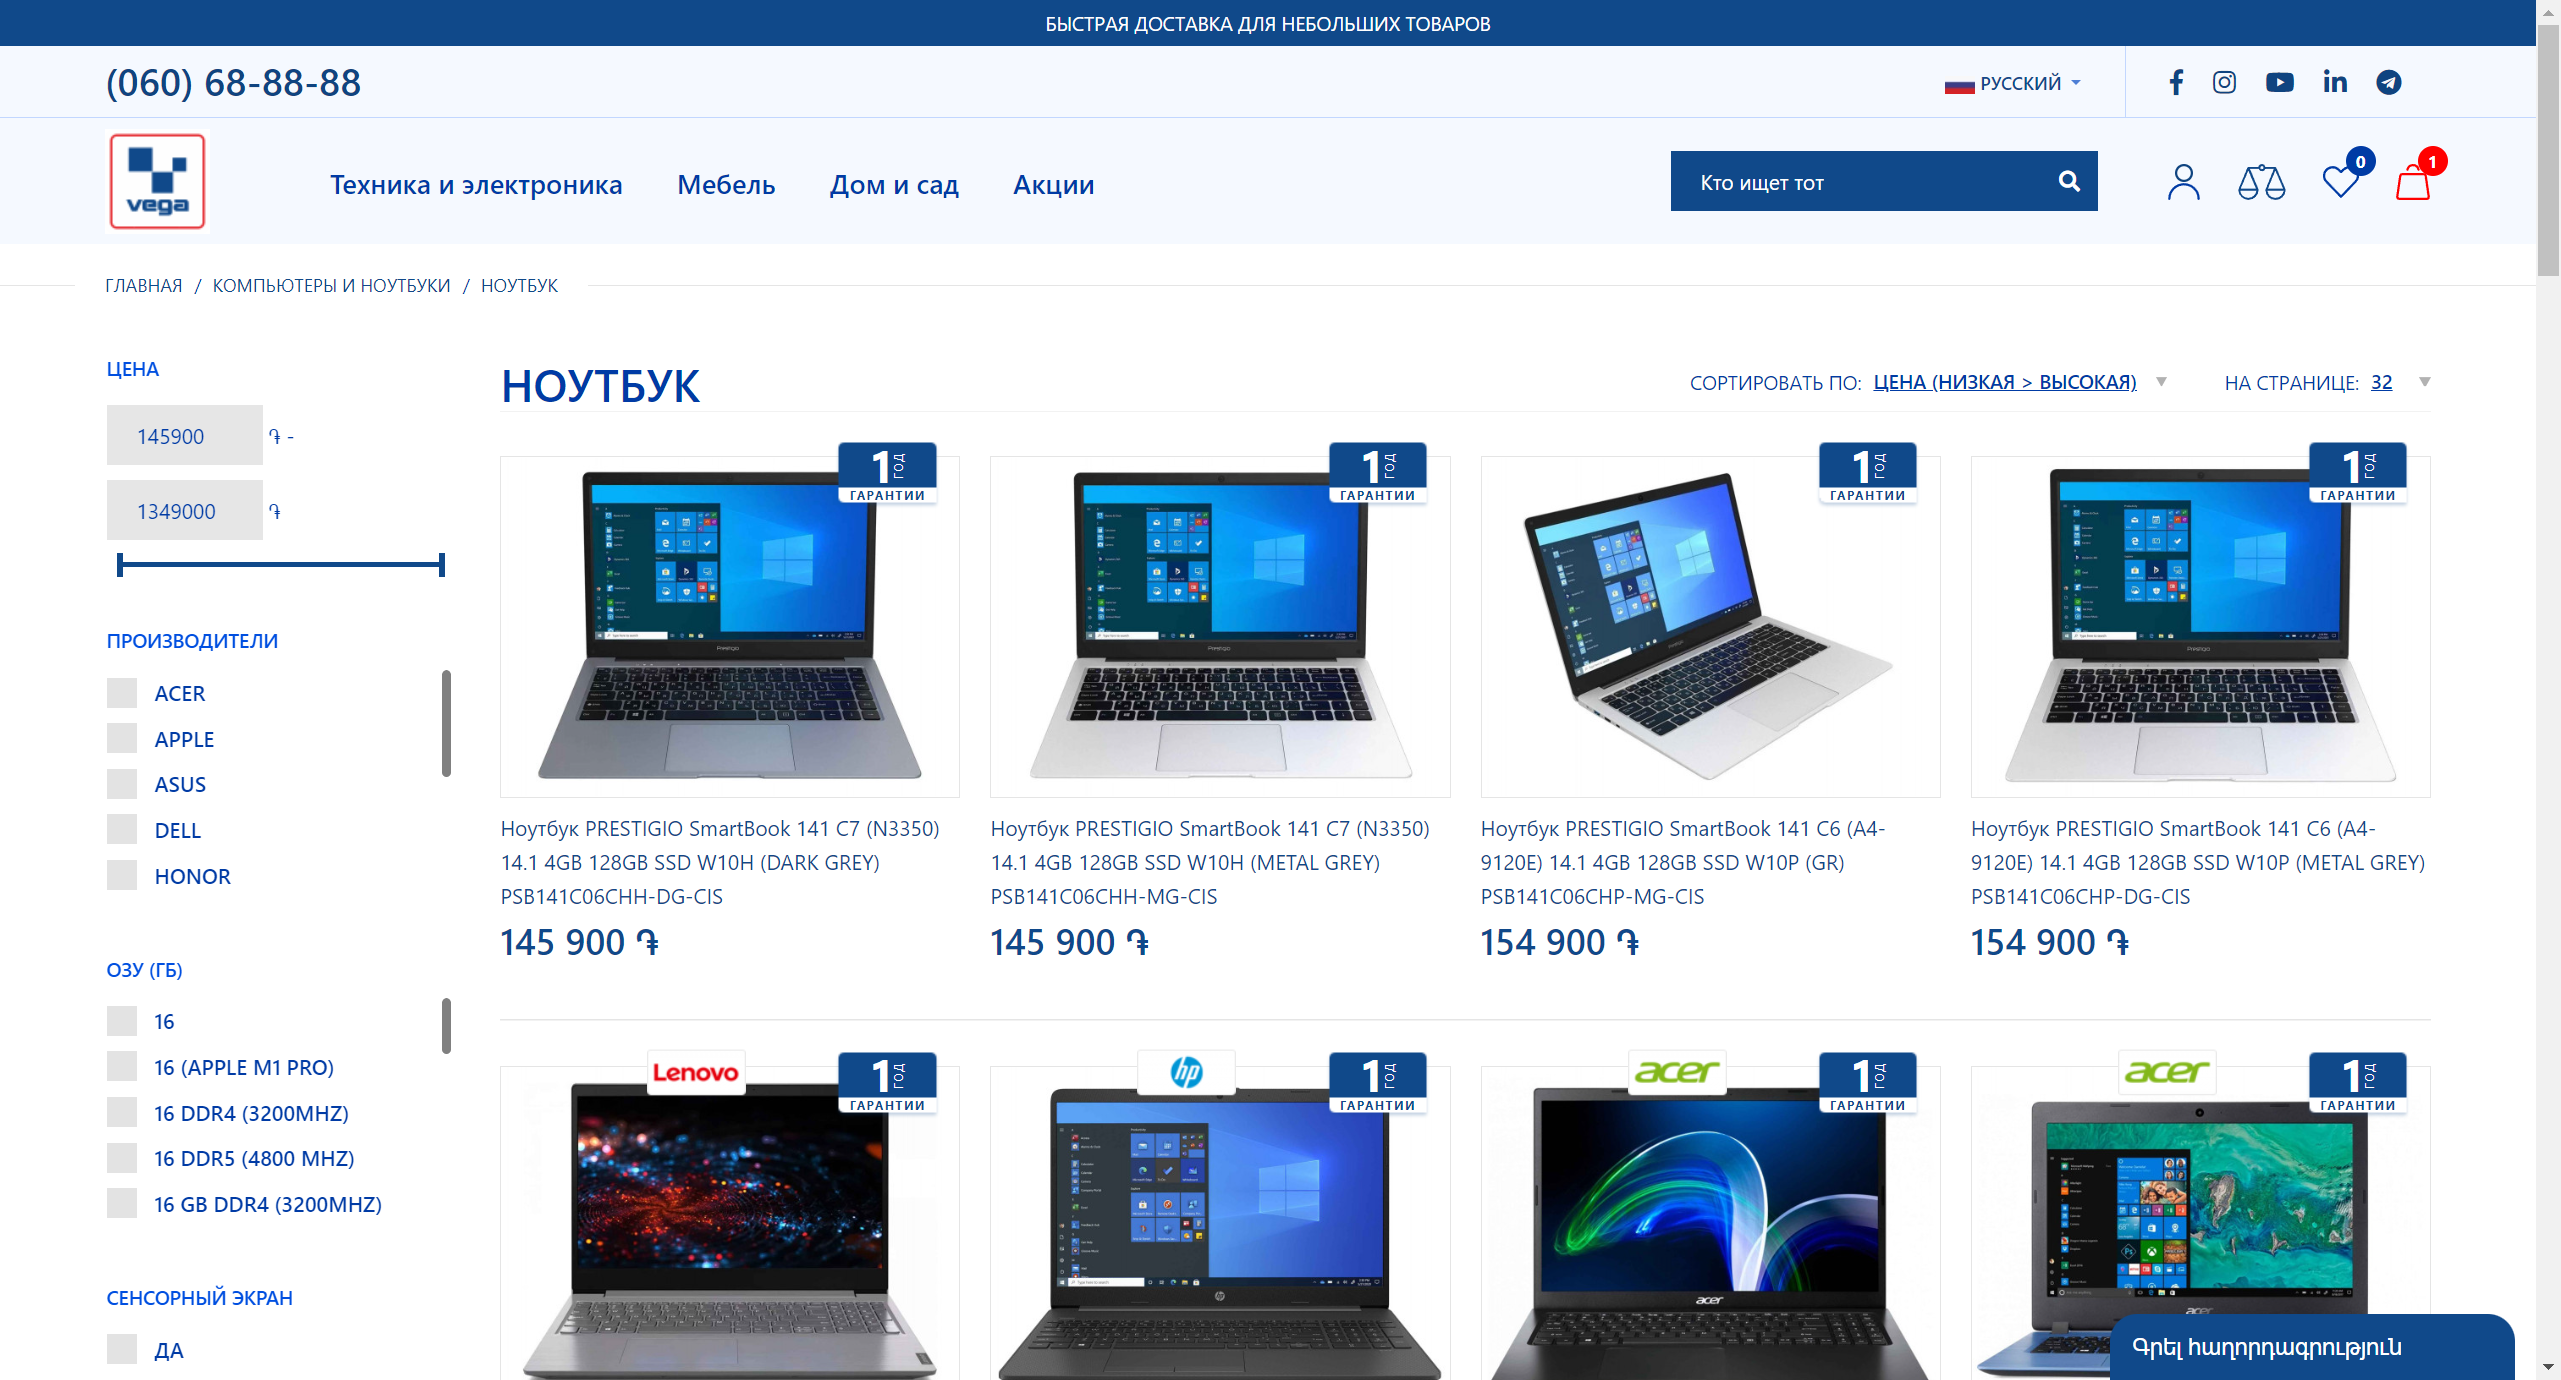 БЫСТРАЯ ДОСТАВКА ДЛЯ НЕБОЛЬШИХ ТОВАРОВ
(060) 68-88-88
РУССКИЙ
vega
Техника и электроника
Мебель
Дом и сад
Акции
Кто ищет тот
0
1
ГЛАВНАЯ / КОМПЬЮТЕРЫ И НОУТБУКИ / НОУТБУК
ЦЕНА
145900 ֏ -
1349000 ֏
ПРОИЗВОДИТЕЛИ
ACER
APPLE
ASUS
DELL
HONOR
ОЗУ (ГБ)
16
16 (APPLE M1 PRO)
16 DDR4 (3200MHZ)
16 DDR5 (4800 MHZ)
16 GB DDR4 (3200MHZ)
СЕНСОРНЫЙ ЭКРАН
ДА
НОУТБУК
СОРТИРОВАТЬ ПО: ЦЕНА (НИЗКАЯ > ВЫСОКАЯ)
НА СТРАНИЦЕ: 32
1 ГОД
ГАРАНТИИ
Prestigio
Ноутбук PRESTIGIO SmartBook 141 C7 (N3350)
14.1 4GB 128GB SSD W10H (DARK GREY)
PSB141C06CHH-DG-CIS
145 900 ֏
1 ГОД
ГАРАНТИИ
Prestigio
Ноутбук PRESTIGIO SmartBook 141 C7 (N3350)
14.1 4GB 128GB SSD W10H (METAL GREY)
PSB141C06CHH-MG-CIS
145 900 ֏
1 ГОД
ГАРАНТИИ
Ноутбук PRESTIGIO SmartBook 141 C6 (A4-
9120E) 14.1 4GB 128GB SSD W10P (GR)
PSB141C06CHP-MG-CIS
154 900 ֏
1 ГОД
ГАРАНТИИ
Prestigio
Ноутбук PRESTIGIO SmartBook 141 C6 (A4-
9120E) 14.1 4GB 128GB SSD W10P (METAL GREY)
PSB141C06CHP-DG-CIS
154 900 ֏
Lenovo
1 ГОД
ГАРАНТИИ
hp
1 ГОД
ГАРАНТИИ
hp
acer
1 ГОД
ГАРАНТИИ
acer
acer
1 ГОД
ГАРАНТИИ
acer
Գրել հաղորդագրություն